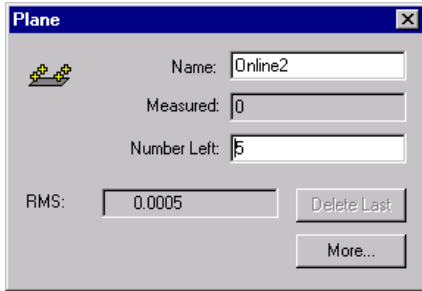 Plane
Name: Online2
Measured: 0
Number Left: 5
RMS: 0.0005 Delete Last
More...